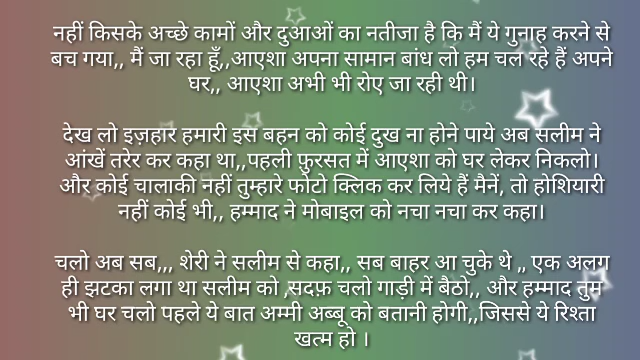 नहीं किसके अच्छे कामों और दुआओं का नतीजा है कि मैं ये गुनाह करने से
बच गया,, मैं जा रहा हूँ,,आएशा अपना सामान बांध लो हम चल रहे हैं अपने
घर,, आएशा अभी भी रोए जा रही थी।
देख लो इज़हार हमारी इस बहन को कोई दुख ना होने पाये अब सलीम ने
आंखें तरेर कर कहा था,,पहली फ़ुरसत में आएशा को घर लेकर निकलो।
और कोई चालाकी नहीं तुम्हारे फोटो क्लिक कर लिये हैं मैनें, तो होशियारी
नहीं कोई भी,, हम्माद ने मोबाइल को नचा नचा कर कहा।
चलो अब सब,,, शेरी ने सलीम से कहा,, सब बाहर आ चुके थे ,, एक अलग
ही झटका लगा था सलीम को ,सदफ़ चलो गाड़ी में बैठो,, और हम्माद तुम
भी घर चलो पहले ये बात अम्मी अब्बू को बतानी होगी,,जिससे ये रिश्ता
खत्म हो ।